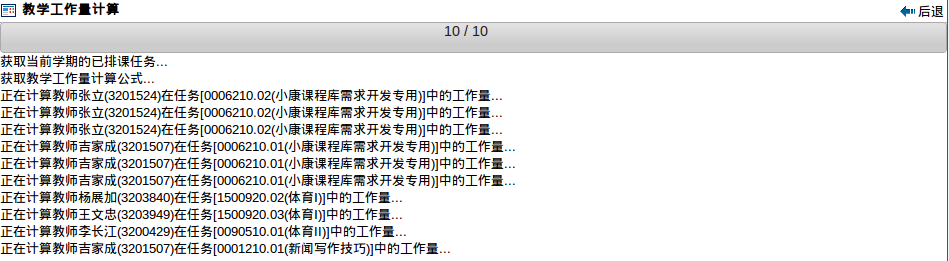 教学工作量计算
后退
10 / 10
获取当前学期的已排课任务...
获取教学工作量计算公式...
正在计算教师张立(3201524)在任务[0006210.02(小康课程库需求开发专用)]中的工作量...
正在计算教师张立(3201524)在任务[0006210.02(小康课程库需求开发专用)]中的工作量...
正在计算教师张立(3201524)在任务[0006210.02(小康课程库需求开发专用)]中的工作量...
正在计算教师吉家成(3201507)在任务[0006210.01(小康课程库需求开发专用)]中的工作量...
正在计算教师吉家成(3201507)在任务[0006210.01(小康课程库需求开发专用)]中的工作量...
正在计算教师吉家成(3201507)在任务[0006210.01(小康课程库需求开发专用)]中的工作量...
正在计算教师杨展加(3203840)在任务[1500920.02(体育I)]中的工作量...
正在计算教师王文忠(3203949)在任务[1500920.03(体育I)]中的工作量...
正在计算教师李长江(3200429)在任务[0090510.01(体育II)]中的工作量...
正在计算教师吉家成(3201507)在任务[0001210.01(新闻写作技巧)]中的工作量...